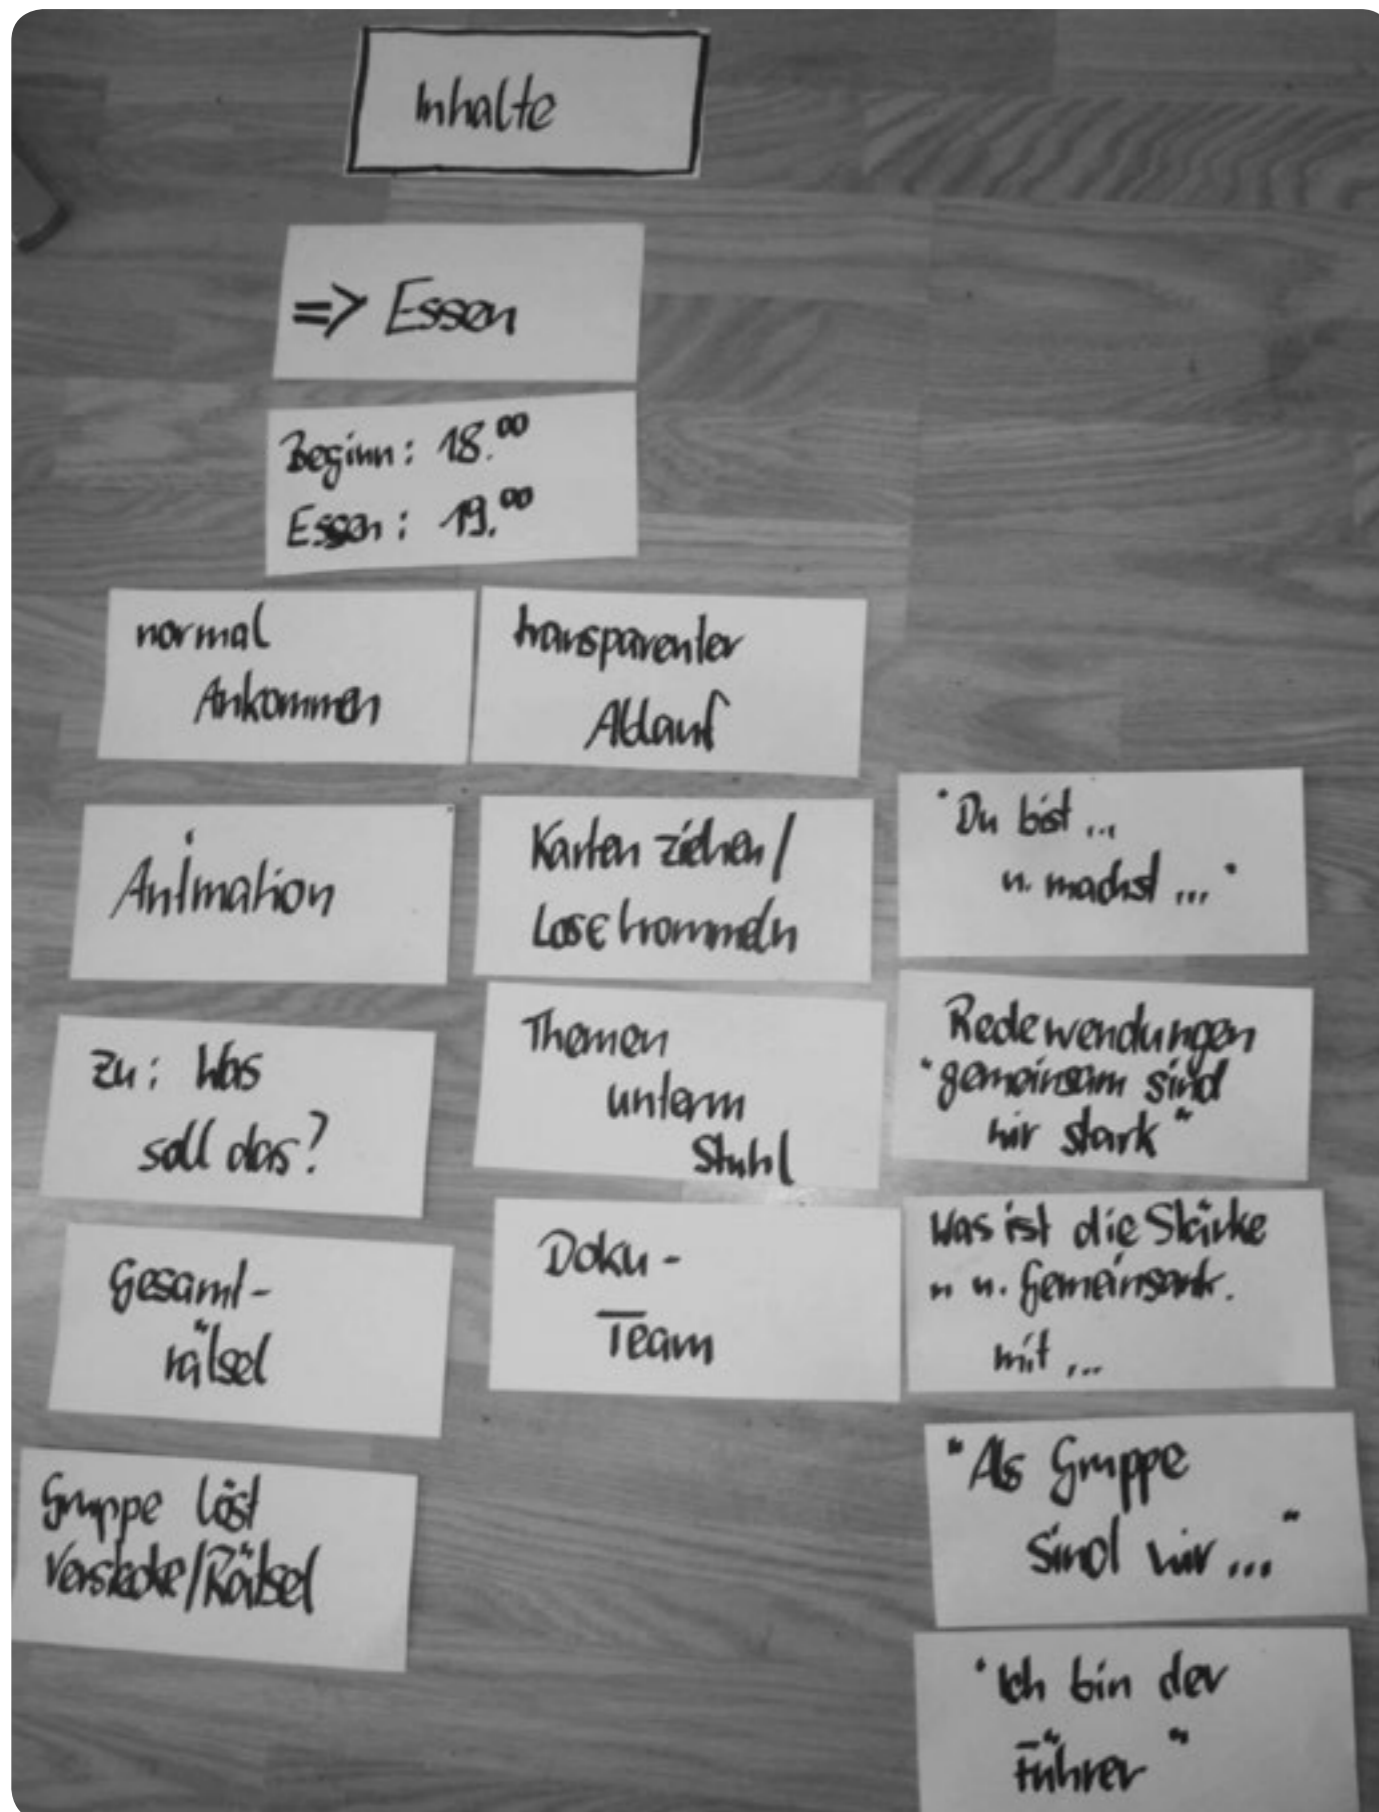 Inhalte
=> Essen
Beginn: 18.00
Essen: 19.00
normal
Ankommen
transparenter
Ablauf
Animation
Karten ziehen/
Lose trommeln
"Du bist...
u. machst..."
Zu: Was
soll das?
Themen
unterm
Stuhl
Redewendungen
"gemeinsam sind
wir stark"
Gesamt-
rätsel
Doku-
Team
Was ist die Stärke
" u. Gemeinsamk.
mit...
Gruppe löst
Verstecke/Rätsel
"Als Gruppe
sind wir..."
"Ich bin der
Führer"